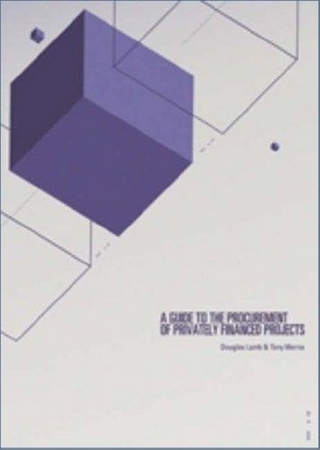 A GUIDE TO THE PROCUREMENT
OF PRIVATELY FINANCED PROJECTS
Douglas Lamb & Tony Merna